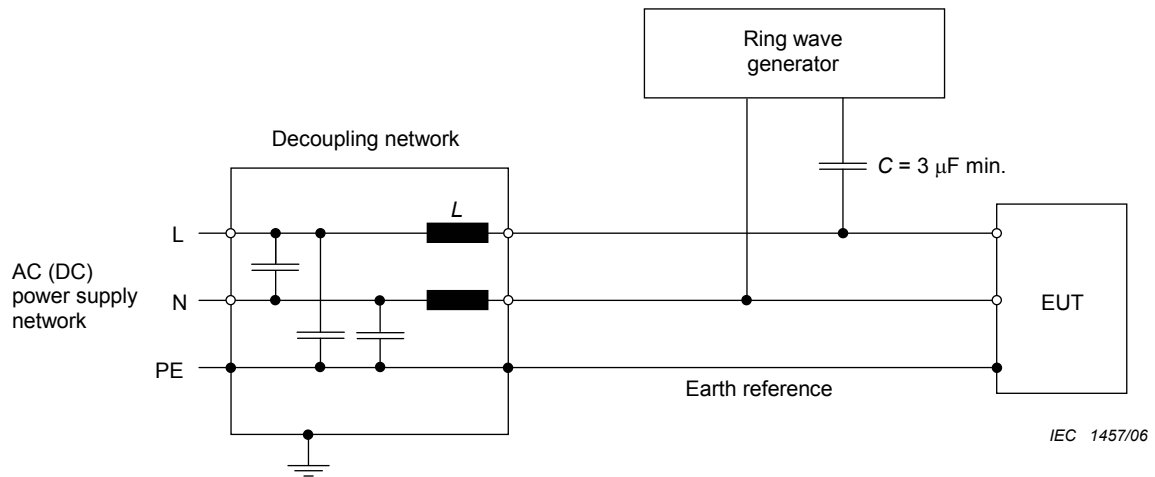 Ring wave
generator
Decoupling network
C = 3 μF min.
L
L
AC (DC)
power supply
network
N
EUT
PE
Earth reference
IEC 1457/06